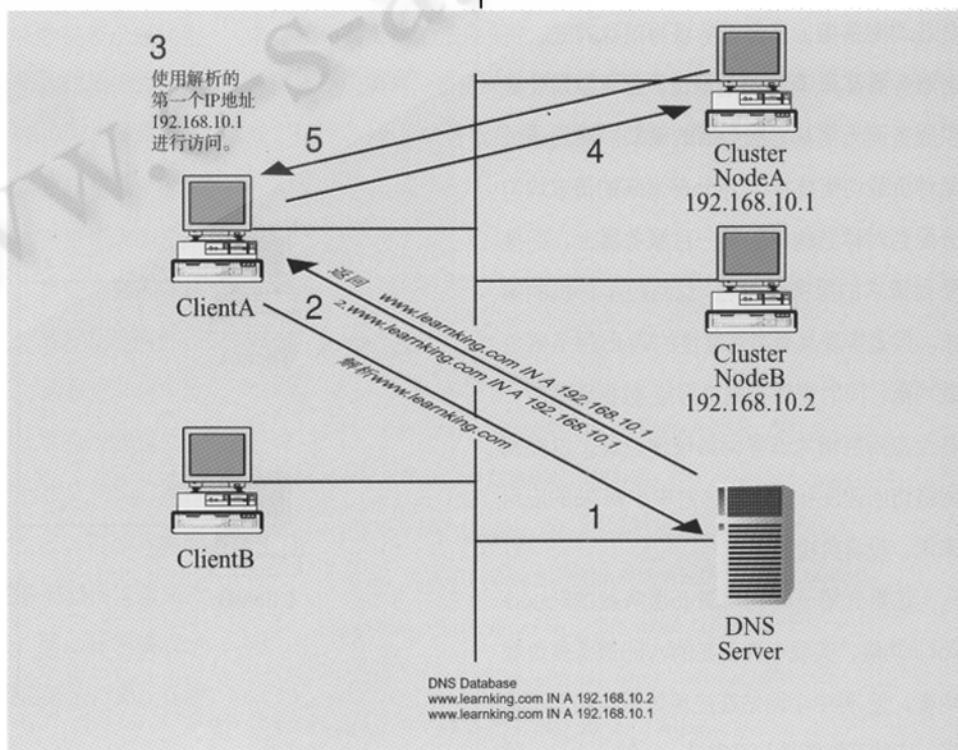 3
使用解析的
第一个IP地址
192.168.10.1
进行访问。
5
4
Cluster
NodeA
192.168.10.1
ClientA
2
返回 www.learnking.com IN A 192.168.10.1
2.www.learnking.com IN A 192.168.10.1
解析www.learnking.com
Cluster
NodeB
192.168.10.2
ClientB
1
DNS
Server
DNS Database
www.learnking.com IN A 192.168.10.2
www.learnking.com IN A 192.168.10.1